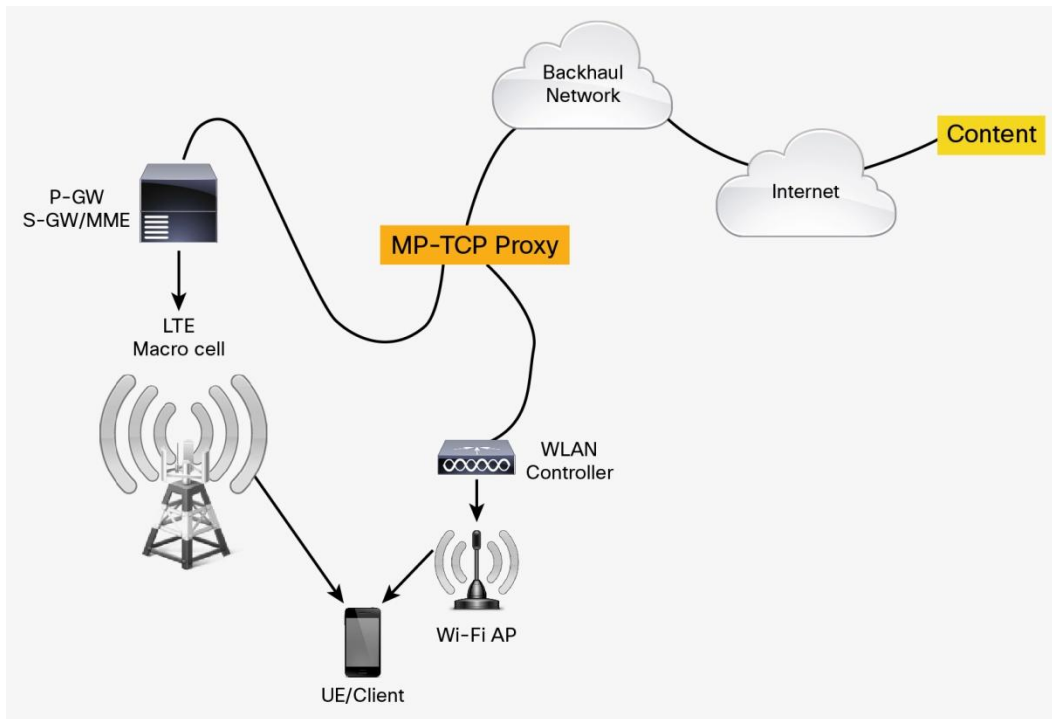 Backhaul
Network
Content
Internet
P-GW
S-GW/MME
MP-TCP Proxy
LTE
Macro cell
WLAN
Controller
Wi-Fi AP
UE/Client